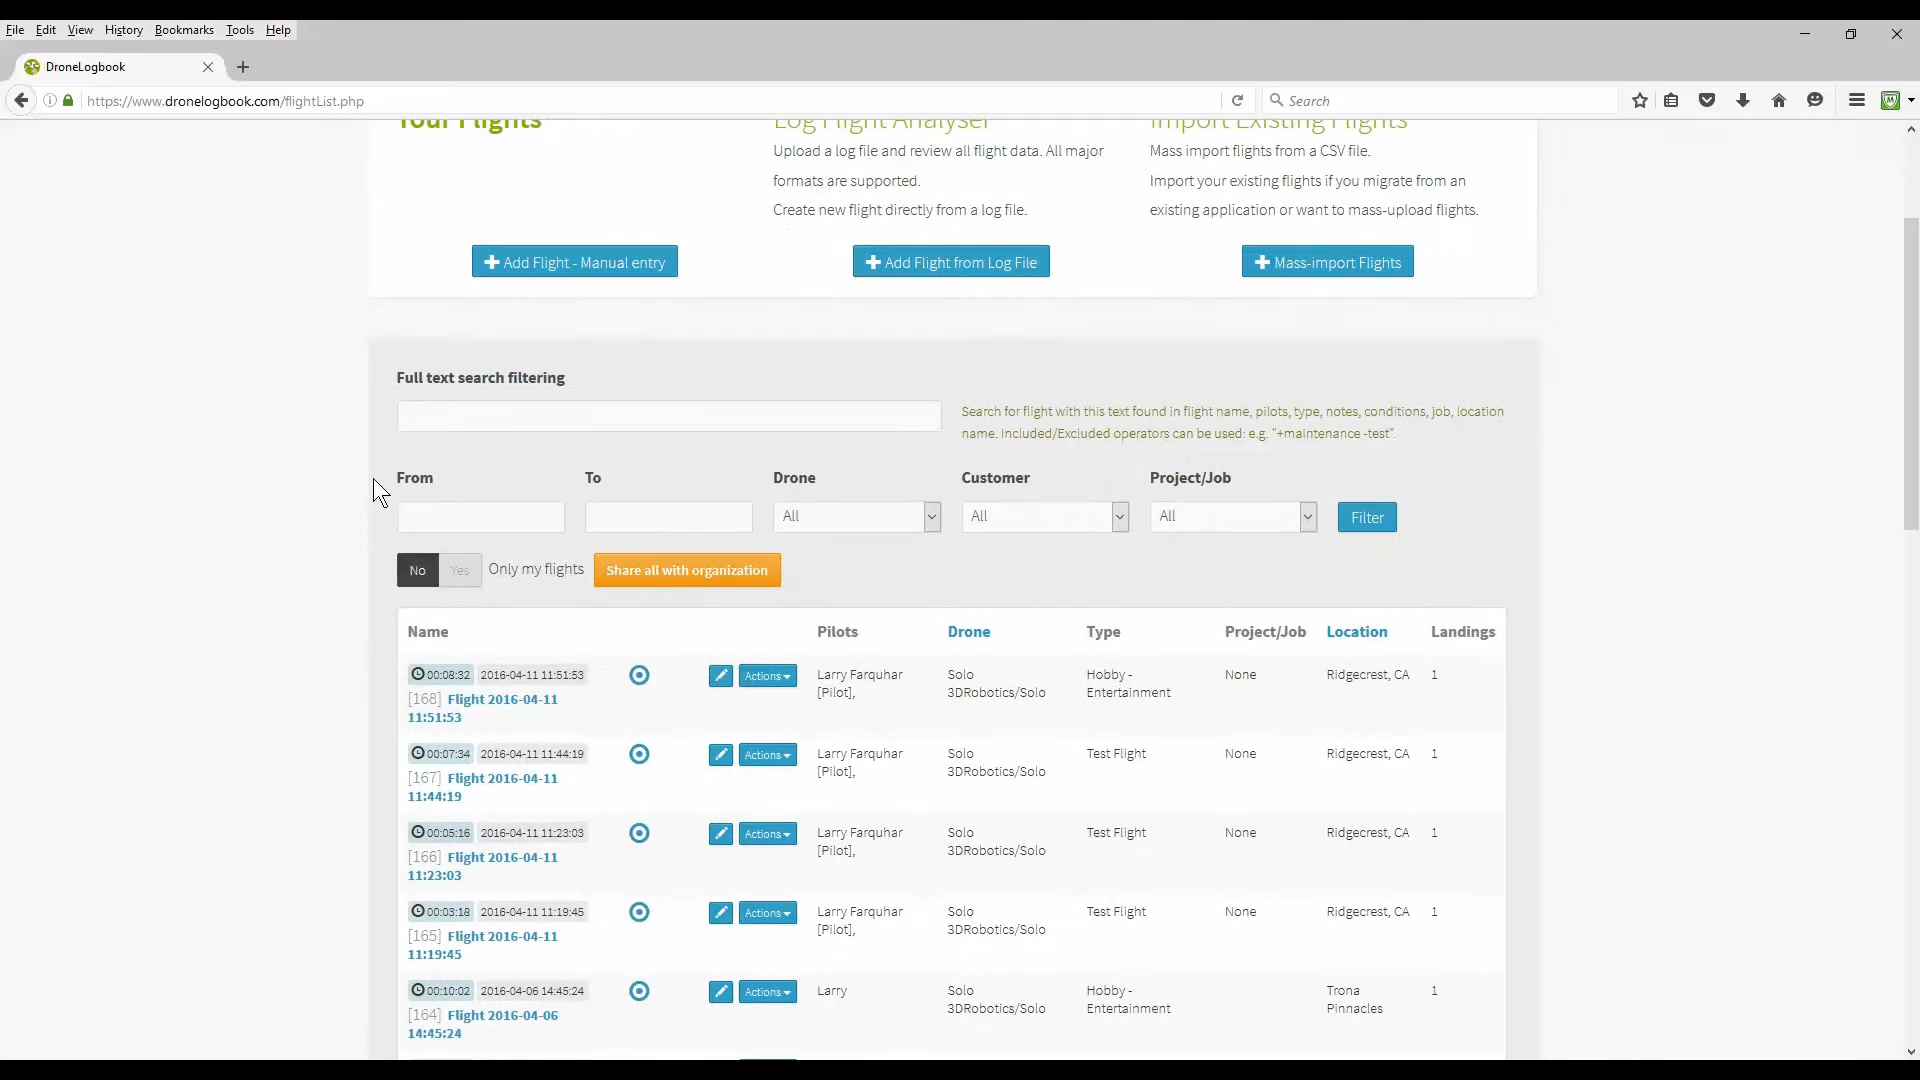 File Edit View History Bookmarks Tools Help
DroneLogbook
https://www.dronelogbook.com/flightList.php
Search
Your Flights
Log Flight Analyser
Import Existing Flights
Upload a log file and review all flight data. All major
formats are supported.
Create new flight directly from a log file.
Mass import flights from a CSV file.
Import your existing flights if you migrate from an
existing application or want to mass-upload flights.
Add Flight - Manual entry
Add Flight from Log File
Mass-import Flights
Full text search filtering
Search for flight with this text found in flight name, pilots, type, notes, conditions, job, location
name. Included/Excluded operators can be used: e.g. "+maintenance -test".
From To Drone Customer Project/Job
All All All Filter
No Yes Only my flights Share all with organization
Name Pilots Drone Type Project/Job Location Landings
00:08:32 2016-04-11 11:51:53 Actions Larry Farquhar Solo Hobby - None Ridgecrest, CA 1
[Pilot], 3DRobotics/Solo Entertainment
[168] Flight 2016-04-11
11:51:53
00:07:34 2016-04-11 11:44:19 Actions Larry Farquhar Solo Test Flight None Ridgecrest, CA 1
[Pilot], 3DRobotics/Solo
[167] Flight 2016-04-11
11:44:19
00:05:16 2016-04-11 11:23:03 Actions Larry Farquhar Solo Test Flight None Ridgecrest, CA 1
[Pilot], 3DRobotics/Solo
[166] Flight 2016-04-11
11:23:03
00:03:18 2016-04-11 11:19:45 Actions Larry Farquhar Solo Test Flight None Ridgecrest, CA 1
[Pilot], 3DRobotics/Solo
[165] Flight 2016-04-11
11:19:45
00:10:02 2016-04-06 14:45:24 Actions Larry Solo Hobby - Trona 1
3DRobotics/Solo Entertainment Pinnacles
[164] Flight 2016-04-06
14:45:24